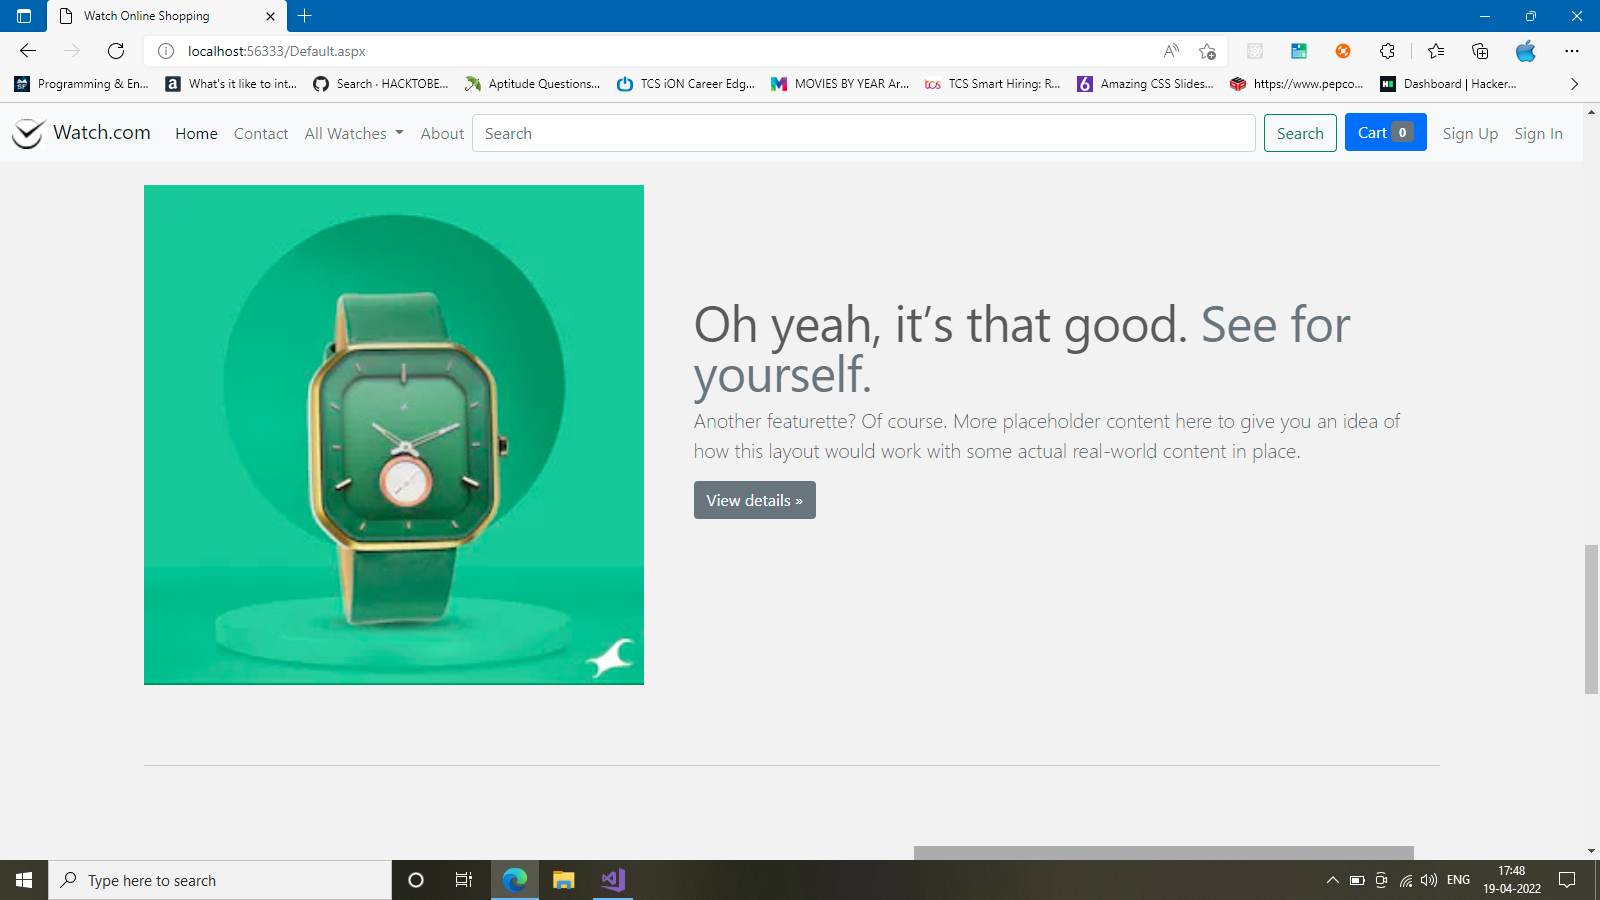 Watch Online Shopping
localhost:56333/Default.aspx
Programming & En...
What's it like to int...
Search · HACKTOBE...
Aptitude Questions...
TCS iON Career Edg...
MOVIES BY YEAR Ar...
tcs
TCS Smart Hiring: R...
6
Amazing CSS Slides...
https://www.pepco...
Dashboard | Hacker...
Watch.com
Home
Contact
All Watches
About
Search
Search
Cart 0
Sign Up
Sign In
Oh yeah, it’s that good. See for
yourself.
Another featurette? Of course. More placeholder content here to give you an idea of
how this layout would work with some actual real-world content in place.
View details »
Type here to search
ENG
17:48
19-04-2022